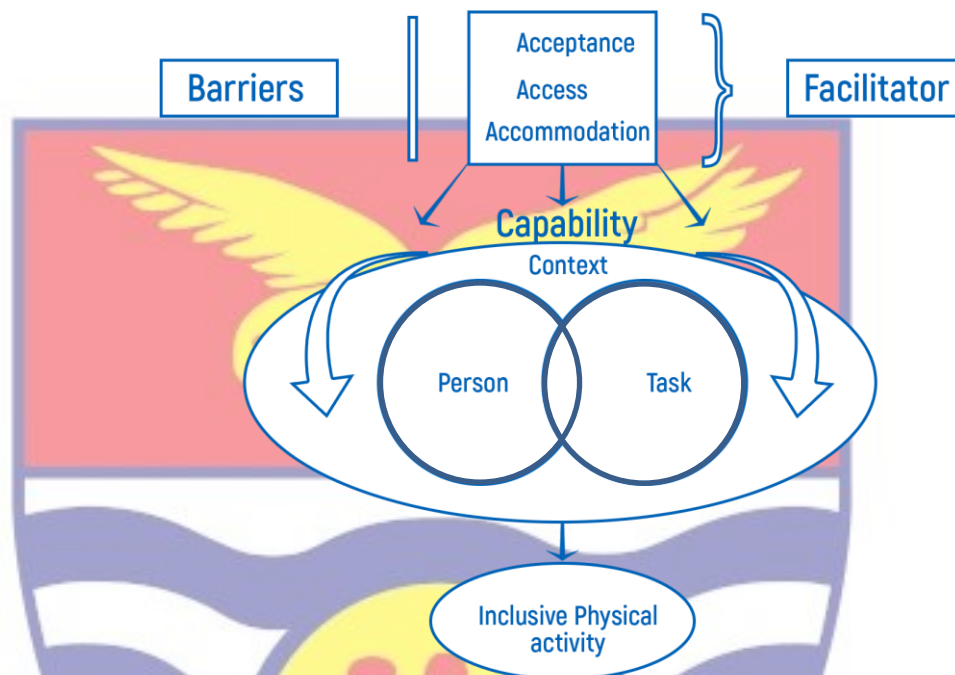 Acceptance
Barriers
Access
Facilitator
Accommodation
Capability
Context
Person
Task
Inclusive Physical
activity